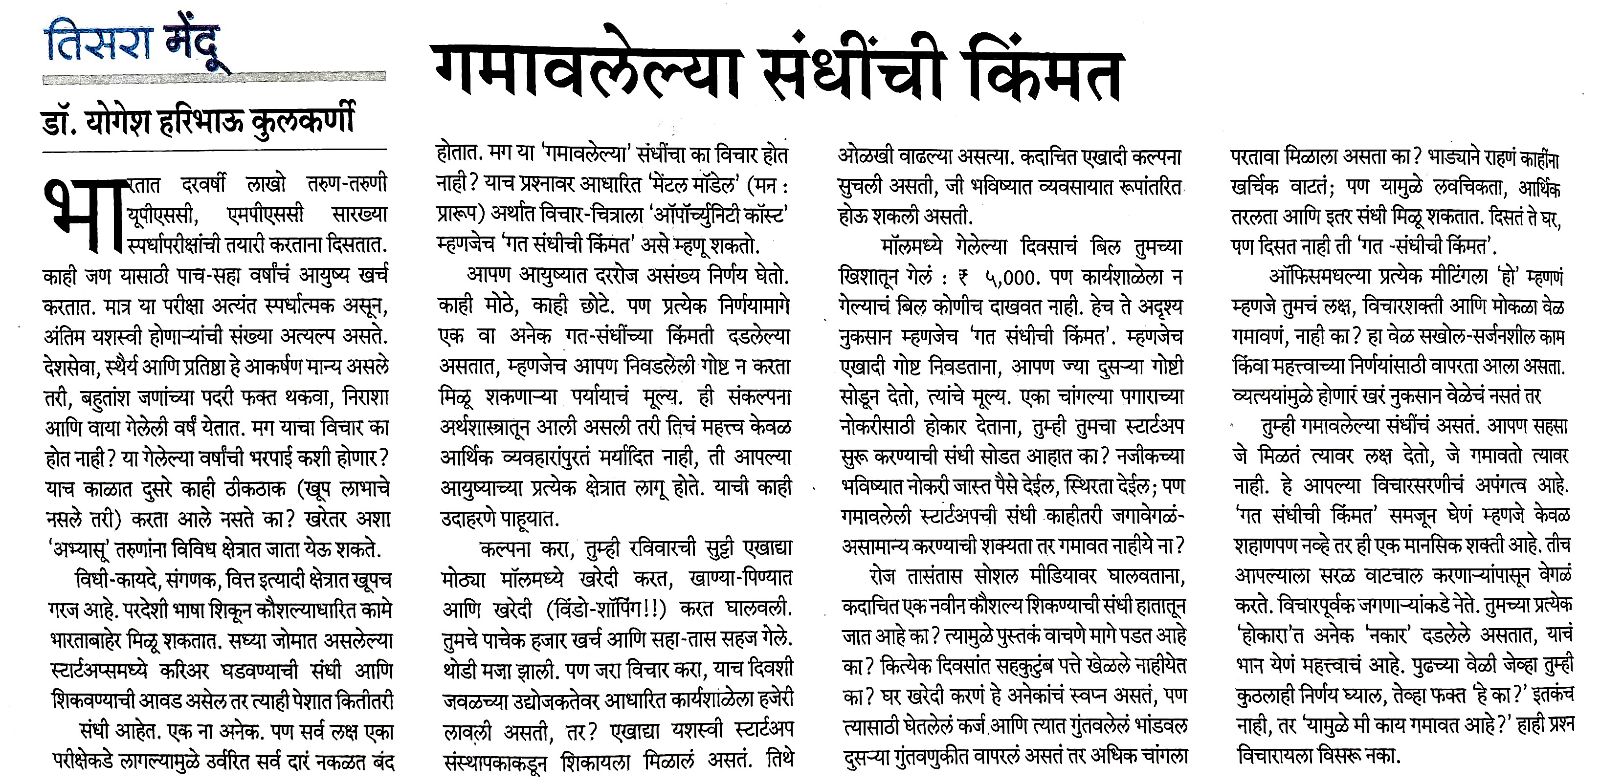 तिसरा मेंदू
डॉ. योगेश हरिभाऊ कुलकर्णी
गमावलेल्या संधींची किंमत
भारतात दरवर्षी लाखो तरुण-तरुणी
यूपीएससी, एमपीएससी सारख्या
स्पर्धापरीक्षांची तयारी करताना दिसतात.
काही जण यासाठी पाच-सहा वर्षांचं आयुष्य खर्च
करतात. मात्र या परीक्षा अत्यंत स्पर्धात्मक असून,
अंतिम यशस्वी होणाऱ्यांची संख्या अत्यल्प असते.
देशसेवा, स्थैर्य आणि प्रतिष्ठा हे आकर्षण मान्य असले
तरी, बहुतांश जणांच्या पदरी फक्त थकवा, निराशा
आणि वाया गेलेली वर्षं येतात. मग याचा विचार का
होत नाही? या गेलेल्या वर्षांची भरपाई कशी होणार?
याच काळात दुसरे काही ठीकठाक (खूप लाभाचे
नसले तरी) करता आले नसते का? खरेतर अशा
'अभ्यासू' तरुणांना विविध क्षेत्रात जाता येऊ शकते.
विधी-कायदे, संगणक, वित्त इत्यादी क्षेत्रात खूपच
गरज आहे. परदेशी भाषा शिकून कौशल्याधारित कामे
भारताबाहेर मिळू शकतात. सध्या जोमात असलेल्या
स्टार्टअप्समध्ये करिअर घडवण्याची संधी आणि
शिकवण्याची आवड असेल तर त्याही पेशात कितीतरी
संधी आहेत. एक ना अनेक. पण सर्व लक्ष एका
परीक्षेकडे लागल्यामुळे उर्वरित सर्व दारं नकळत बंद
होतात. मग या 'गमावलेल्या' संधींचा का विचार होत
नाही? याच प्रश्नावर आधारित 'मेंटल मॉडेल' (मन :
प्रारूप) अर्थात विचार-चित्राला 'ऑपॉर्च्युनिटी कॉस्ट'
म्हणजेच 'गत संधीची किंमत' असे म्हणू शकतो.
आपण आयुष्यात दररोज असंख्य निर्णय घेतो.
काही मोठे, काही छोटे. पण प्रत्येक निर्णयामागे
एक वा अनेक गत-संधींच्या किंमती दडलेल्या
असतात, म्हणजेच आपण निवडलेली गोष्ट न करता
मिळू शकणाऱ्या पर्यायाचं मूल्य. ही संकल्पना
अर्थशास्त्रातून आली असली तरी तिचं महत्त्व केवळ
आर्थिक व्यवहारांपुरतं मर्यादित नाही, ती आपल्या
आयुष्याच्या प्रत्येक क्षेत्रात लागू होते. याची काही
उदाहरणे पाहूयात.
कल्पना करा, तुम्ही रविवारची सुट्टी एखाद्या
मोठ्या मॉलमध्ये खरेदी करत, खाण्या-पिण्यात
आणि खरेदी (विंडो-शॉपिंग!!) करत घालवली.
तुमचे पाचेक हजार खर्च आणि सहा-तास सहज गेले.
थोडी मजा झाली. पण जरा विचार करा, याच दिवशी
जवळच्या उद्योजकतेवर आधारित कार्यशाळेला हजेरी
लावली असती, तर? एखाद्या यशस्वी स्टार्टअप
संस्थापकाकडून शिकायला मिळालं असतं. तिथे
ओळखी वाढल्या असत्या. कदाचित एखादी कल्पना
सुचली असती, जी भविष्यात व्यवसायात रूपांतरित
होऊ शकली असती.
मॉलमध्ये गेलेल्या दिवसाचं बिल तुमच्या
खिशातून गेलं : ₹ ५,०००. पण कार्यशाळेला न
गेल्याचं बिल कोणीच दाखवत नाही. हेच ते अदृश्य
नुकसान म्हणजेच 'गत संधीची किंमत'. म्हणजेच
एखादी गोष्ट निवडताना, आपण ज्या दुसऱ्या गोष्टी
सोडून देतो, त्यांचे मूल्य. एका चांगल्या पगाराच्या
नोकरीसाठी होकार देताना, तुम्ही तुमचा स्टार्टअप
सुरू करण्याची संधी सोडत आहात का? नजीकच्या
भविष्यात नोकरी जास्त पैसे देईल, स्थिरता देईल; पण
गमावलेली स्टार्टअपची संधी काहीतरी जगावेगळं-
असामान्य करण्याची शक्यता तर गमावत नाहीये ना?
रोज तासंतास सोशल मीडियावर घालवताना,
कदाचित एक नवीन कौशल्य शिकण्याची संधी हातातून
जात आहे का? त्यामुळे पुस्तकं वाचणे मागे पडत आहे
का? कित्येक दिवसांत सहकुटुंब पत्ते खेळले नाहीयेत
का? घर खरेदी करणं हे अनेकांचं स्वप्न असतं, पण
त्यासाठी घेतलेलं कर्ज आणि त्यात गुंतवलेलं भांडवल
दुसऱ्या गुंतवणुकीत वापरलं असतं तर अधिक चांगला
परतावा मिळाला असता का? भाड्याने राहणं काहींना
खर्चिक वाटतं; पण यामुळे लवचिकता, आर्थिक
तरलता आणि इतर संधी मिळू शकतात. दिसतं ते घर,
पण दिसत नाही ती 'गत -संधीची किंमत'.
ऑफिसमधल्या प्रत्येक मीटिंगला 'हो' म्हणणं
म्हणजे तुमचं लक्ष, विचारशक्ती आणि मोकळा वेळ
गमावणं, नाही का? हा वेळ सखोल-सर्जनशील काम
किंवा महत्त्वाच्या निर्णयांसाठी वापरता आला असता.
व्यत्ययांमुळे होणारं खरं नुकसान वेळेचं नसतं तर
तुम्ही गमावलेल्या संधींचं असतं. आपण सहसा
जे मिळतं त्यावर लक्ष देतो, जे गमावतो त्यावर
नाही. हे आपल्या विचारसरणीचं अपंगत्व आहे.
'गत संधीची किंमत' समजून घेणं म्हणजे केवळ
शहाणपण नव्हे तर ही एक मानसिक शक्ती आहे. तीच
आपल्याला सरळ वाटचाल करणाऱ्यांपासून वेगळं
करते. विचारपूर्वक जगणाऱ्यांकडे नेते. तुमच्या प्रत्येक
'होकारा'त अनेक 'नकार' दडलेले असतात, याचं
भान येणं महत्त्वाचं आहे. पुढच्या वेळी जेव्हा तुम्ही
कुठलाही निर्णय घ्याल, तेव्हा फक्त 'हे का?' इतकंच
नाही, तर 'यामुळे मी काय गमावत आहे?' हाही प्रश्न
विचारायला विसरू नका.